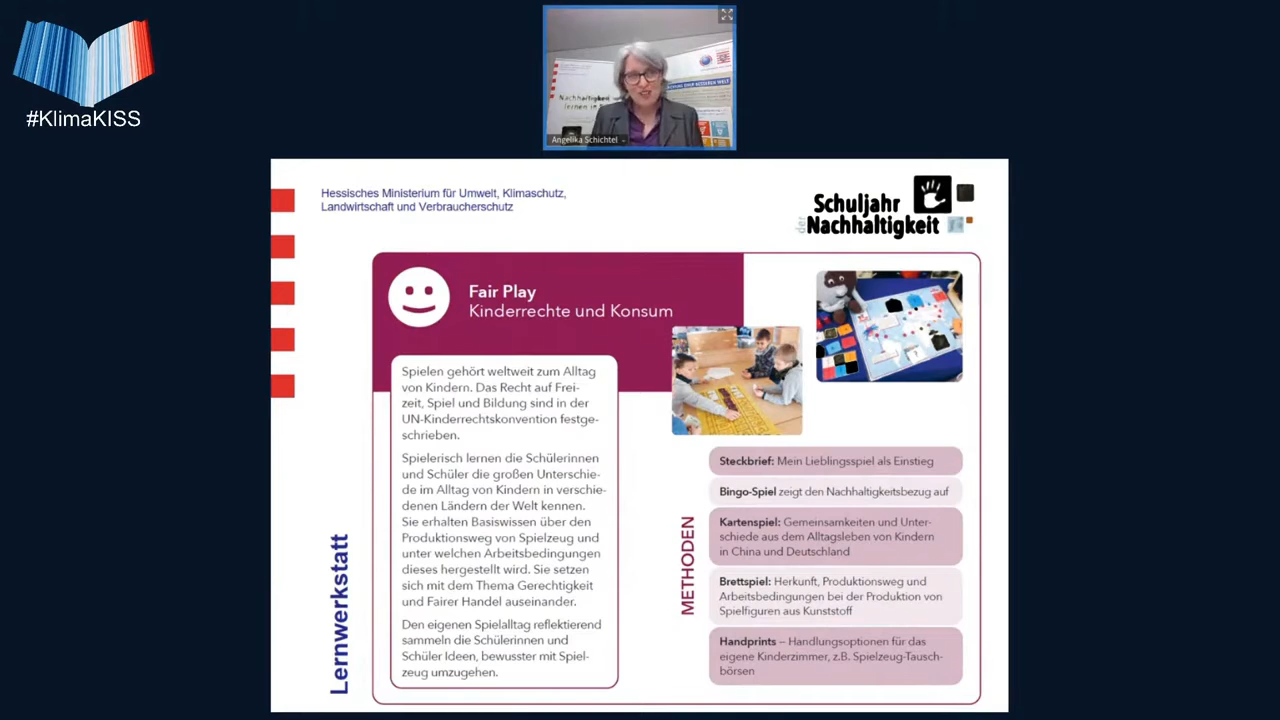 #KlimaKISS
Nachhaltigkeit
lernen in
Angelika Schichtel
Hessisches Ministerium für Umwelt, Klimaschutz,
Landwirtschaft und Verbraucherschutz
Schuljahr
der Nachhaltigkeit
Fair Play
Kinderrechte und Konsum
Spielen gehört weltweit zum Alltag
von Kindern. Das Recht auf Frei-
zeit, Spiel und Bildung sind in der
UN-Kinderrechtskonvention festge-
schrieben.
Spielerisch lernen die Schülerinnen
und Schüler die großen Unterschie-
de im Alltag von Kindern in verschie-
denen Ländern der Welt kennen.
Sie erhalten Basiswissen über den
Produktionsweg von Spielzeug und
unter welchen Arbeitsbedingungen
dieses hergestellt wird. Sie setzen
sich mit dem Thema Gerechtigkeit
und Fairer Handel auseinander.
Den eigenen Spielalltag reflektierend
sammeln die Schülerinnen und
Schüler Ideen, bewusster mit Spiel-
zeug umzugehen.
Lernwerkstatt
METHODEN
Steckbrief: Mein Lieblingsspiel als Einstieg
Bingo-Spiel zeigt den Nachhaltigkeitsbezug auf
Kartenspiel: Gemeinsamkeiten und Unter-
schiede aus dem Alltagsleben von Kindern
in China und Deutschland
Brettspiel: Herkunft, Produktionsweg und
Arbeitsbedingungen bei der Produktion von
Spielfiguren aus Kunststoff
Handprints – Handlungsoptionen für das
eigene Kinderzimmer, z.B. Spielzeug-Tausch-
börsen